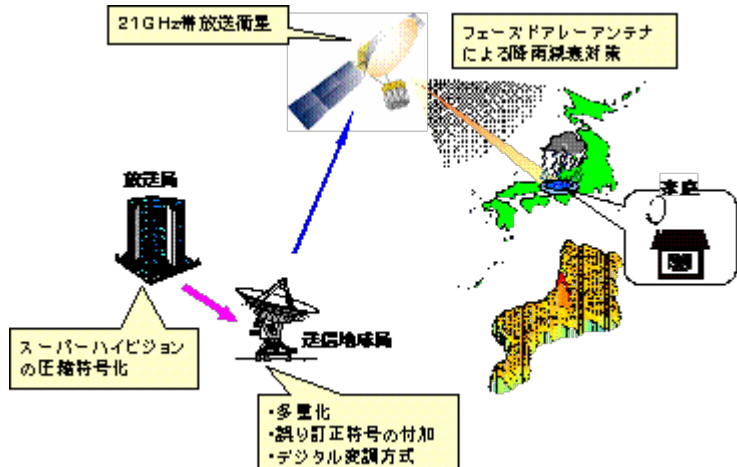 21GHz帯放送衛星
フェーズドアレーアンテナ
による降雨減衰対策
放送局
家庭
スーパーハイビジョン
の圧縮符号化
送信地球局
・多重化
・誤り訂正符号の付加
・デジタル変調方式